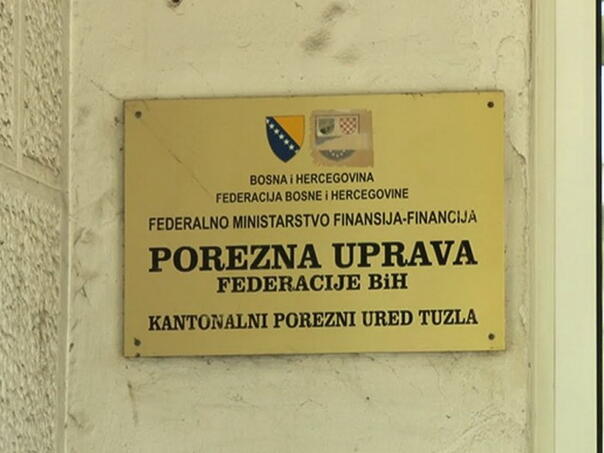 BOSNA i HERCEGOVINA
FEDERACIJA BOSNE i HERCEGOVINE
FEDERALNO MINISTARSTVO FINANSIJA-FINANCIJA
POREZNA UPRAVA
FEDERACIJE BiH
KANTONALNI POREZNI URED TUZLA